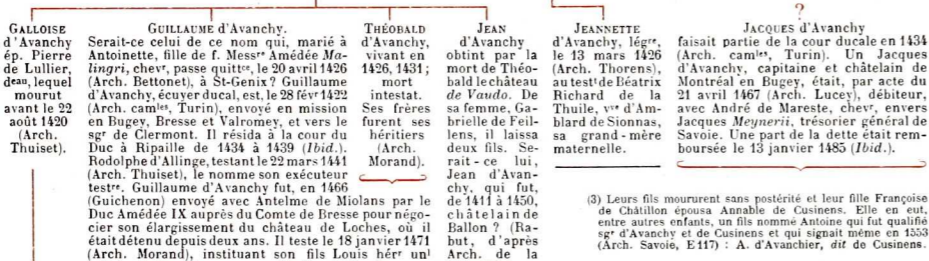 GALLOISE
d'Avanchy
ép. Pierre
de Lullier,
deau, lequel
mourut
avant le 22
août 1420
(Arch.
Thuiset).
GUILLAUME d'Avanchy.
Serait-ce celui de ce nom qui, marié à
Antoinette, fille de f. Messre Amédée Ma-
lingri, chevr, passe quittce, le 20 avril 1426
(Arch. Bettonet), à St-Genix ? Guillaume
d'Avanchy, écuyer ducal, est, le 28 févr 1422
(Arch. camles, Turin), envoyé en mission
en Bugey, Bresse et Valromey, et vers le
sgr de Clermont. Il résida à la cour du
Duc à Ripaille de 1434 à 1439 (Ibid.).
Rodolphe d'Allinge, testant le 22 mars 1441
(Arch. Thuiset), le nomme son exécuteur
testre. Guillaume d'Avanchy fut, en 1466
(Guichenon) envoyé avec Antelme de Miolans par le
Duc Amédée IX auprès du Comte de Bresse pour négo-
cier son élargissement du château de Loches, où il
était détenu depuis deux ans. Il teste le 18 janvier 1471
(Arch. Morand), instituant son fils Louis hérr unl
THÉOBALD
d'Avanchy,
vivant en
1426, 1431 ;
mort
intestat.
Ses frères
furent ses
héritiers
(Arch.
Morand).
JEAN
d'Avanchy
obtint par la
mort de Théo-
bald le château
de Vaudo. De
sa femme, Ga-
brielle de Feil-
lens, il laissa
deux fils. Se-
rait-ce lui,
Jean d'Avan-
chy, qui fut,
de 1411 à 1450,
châtelain de
Ballon ? (Ra-
but, d'après
Arch. de la
JEANNETTE
d'Avanchy, légre,
le 13 mars 1426
(Arch. Thorens),
au testt de Béatrix
Richard de la
Thuile, vve d'Am-
blard de Sionnas,
sa grand-mère
maternelle.
?
JACQUES d'Avanchy
faisait partie de la cour ducale en 1434
(Arch. camles, Turin). Un Jacques
d'Avanchy, capitaine et châtelain de
Montréal en Bugey, était, par acte du
21 avril 1467 (Arch. Lucey), débiteur,
avec André de Mareste, chevr, envers
Jacques Meynerii, trésorier général de
Savoie. Une part de la dette était rem-
boursée le 13 janvier 1485 (Ibid.).
(3) Leurs fils moururent sans postérité et leur fille Françoise
de Châtillon épousa Annable de Cusinens. Elle en eut,
entre autres enfants, un fils nommé Antoine qui fut qualifié
sgr d'Avanchy et de Cusinens et qui signait même en 1553
(Arch. Savoie, E 117) : A. d'Avanchier, dit de Cusinens.